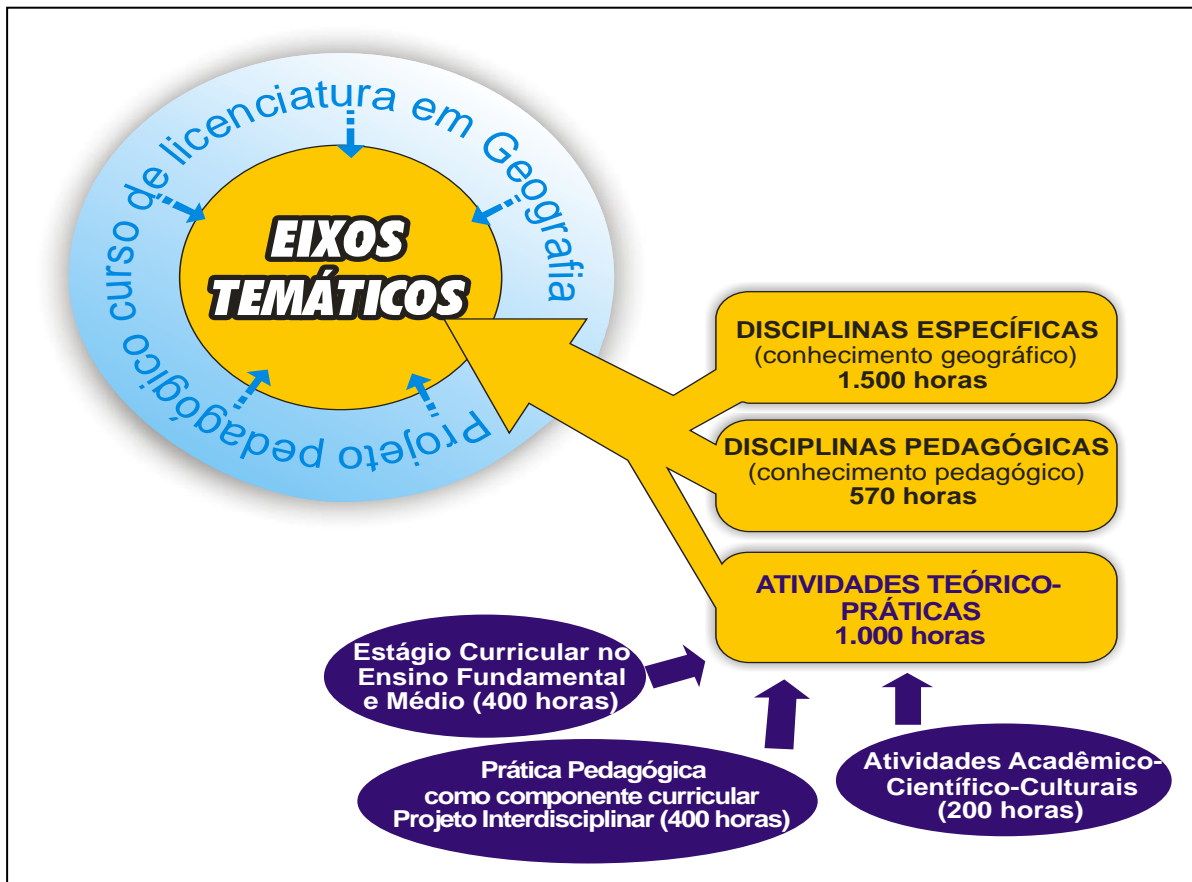 Projeto pedagógico curso de licenciatura em Geografia
EIXOS
TEMÁTICOS
DISCIPLINAS ESPECÍFICAS
(conhecimento geográfico)
1.500 horas
DISCIPLINAS PEDAGÓGICAS
(conhecimento pedagógico)
570 horas
ATIVIDADES TEÓRICO-
PRÁTICAS
1.000 horas
Estágio Curricular no
Ensino Fundamental
e Médio (400 horas)
Prática Pedagógica
como componente curricular
Projeto Interdisciplinar (400 horas)
Atividades Acadêmico-
Científico-Culturais
(200 horas)